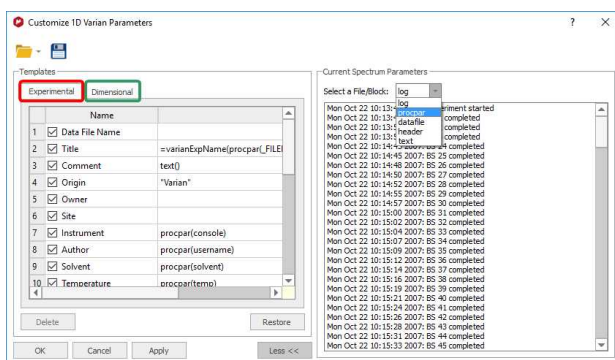 Customize 1D Varian Parameters
? ×
Templates
Experimental
Dimensional
Name
1 Data File Name
2 Title =varianExpName(procpar(_FILE
3 Comment text()
4 Origin "Varian"
5 Owner
6 Site
7 Instrument procpar(console)
8 Author procpar(username)
9 Solvent procpar(solvent)
10 Temperature procpar(temp)
Delete
Restore
OK
Cancel
Apply
Less <<
Current Spectrum Parameters
Select a File/Block: log
log
procpar
datafile
header
text
Mon Oct 22 10:13:4 eriment started
Mon Oct 22 10:13: completed
Mon Oct 22 10:13: completed
Mon Oct 22 10:13: completed
Mon Oct 22 2007: BS 24 completed
Mon Oct 22 10:14:45 2007: BS 25 completed
Mon Oct 22 10:14:48 2007: BS 26 completed
Mon Oct 22 10:14:50 2007: BS 27 completed
Mon Oct 22 10:14:52 2007: BS 28 completed
Mon Oct 22 10:14:55 2007: BS 29 completed
Mon Oct 22 10:14:57 2007: BS 30 completed
Mon Oct 22 10:15:00 2007: BS 31 completed
Mon Oct 22 10:15:02 2007: BS 32 completed
Mon Oct 22 10:15:04 2007: BS 33 completed
Mon Oct 22 10:15:07 2007: BS 34 completed
Mon Oct 22 10:15:09 2007: BS 35 completed
Mon Oct 22 10:15:12 2007: BS 36 completed
Mon Oct 22 10:15:14 2007: BS 37 completed
Mon Oct 22 10:15:16 2007: BS 38 completed
Mon Oct 22 10:15:19 2007: BS 39 completed
Mon Oct 22 10:15:21 2007: BS 40 completed
Mon Oct 22 10:15:24 2007: BS 41 completed
Mon Oct 22 10:15:26 2007: BS 42 completed
Mon Oct 22 10:15:28 2007: BS 43 completed
Mon Oct 22 10:15:31 2007: BS 44 completed
Mon Oct 22 10:15:33 2007: BS 45 completed